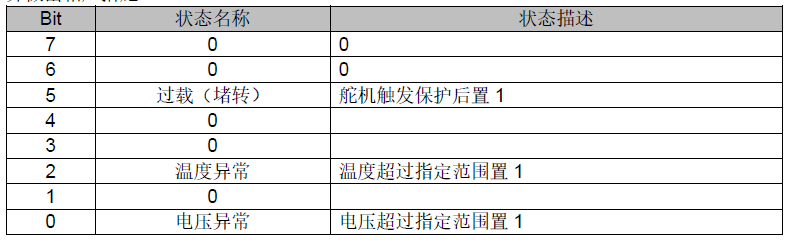 Bit 状态名称 状态描述
7 0 0
6 0 0
5 过载（堵转） 舵机触发保护后置 1
4 0
3 0
2 温度异常 温度超过指定范围置 1
1 0
0 电压异常 电压超过指定范围置 1